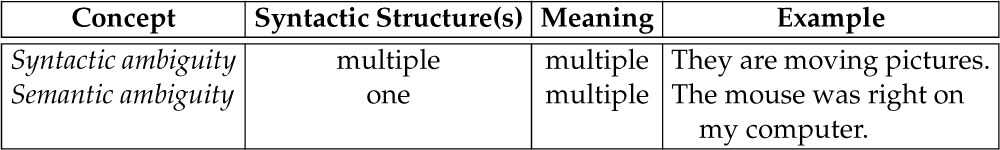 Concept Syntactic Structure(s) Meaning Example
Syntactic ambiguity multiple multiple They are moving pictures.
Semantic ambiguity one multiple The mouse was right on
my computer.